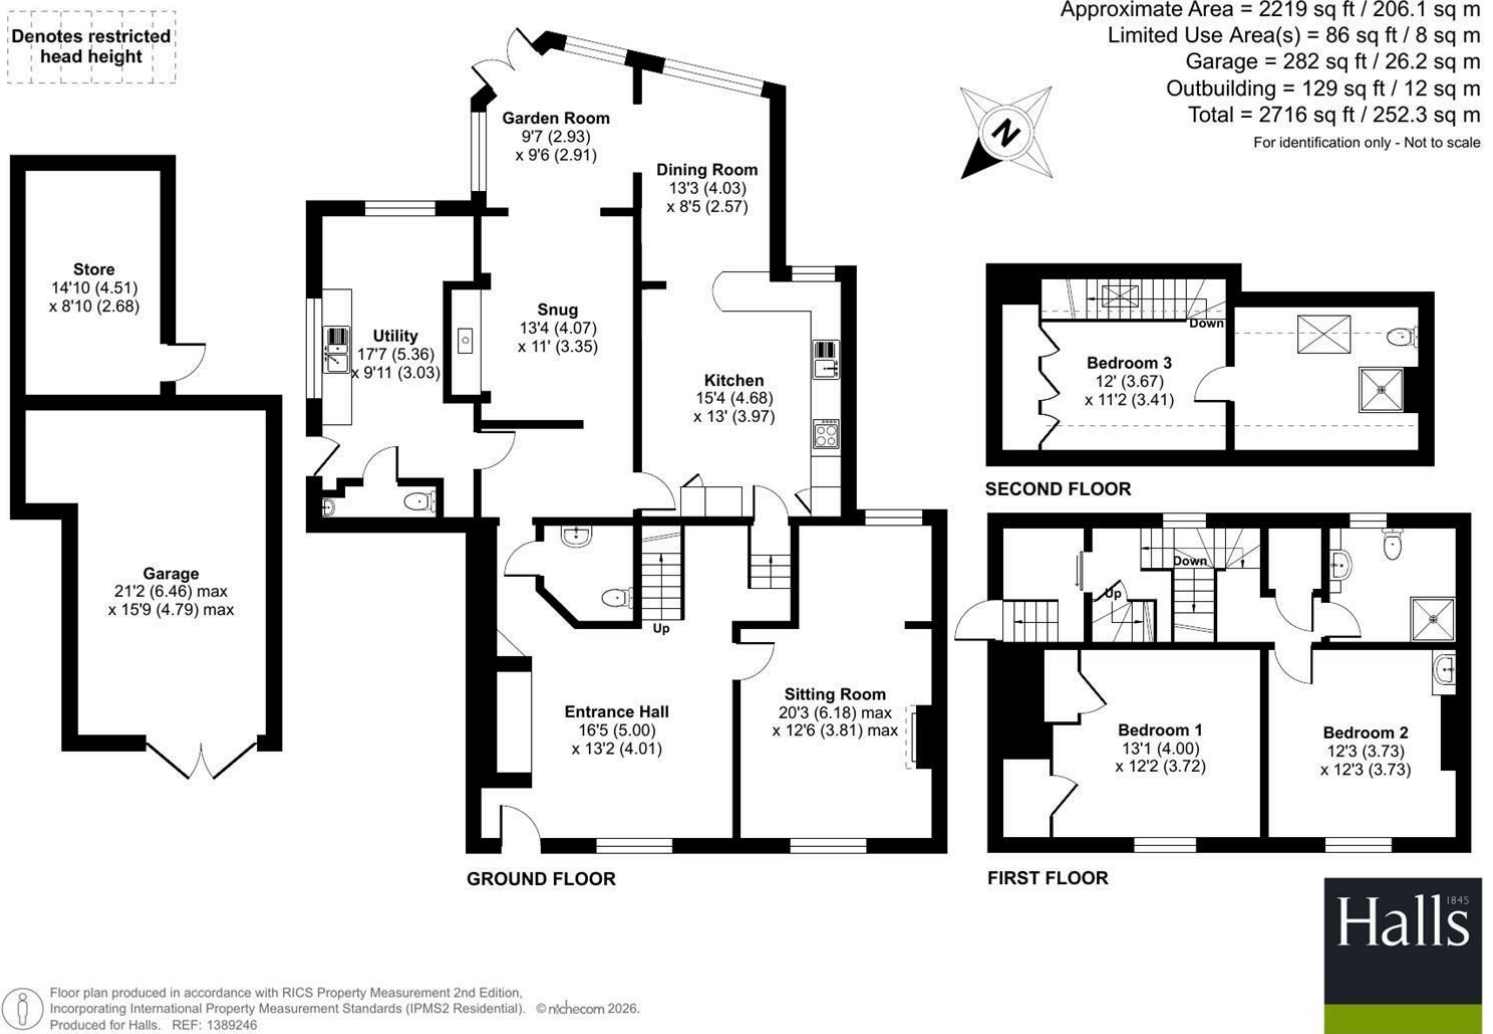 Denotes restricted
head height
Approximate Area = 2219 sq ft / 206.1 sq m
Limited Use Area(s) = 86 sq ft / 8 sq m
Garage = 282 sq ft / 26.2 sq m
Outbuilding = 129 sq ft / 12 sq m
Total = 2716 sq ft / 252.3 sq m
For identification only - Not to scale
N
Garden Room
9'7 (2.93)
x 9'6 (2.91)
Dining Room
13'3 (4.03)
x 8'5 (2.57)
Store
14'10 (4.51)
x 8'10 (2.68)
Snug
13'4 (4.07)
x 11' (3.35)
Utility
17'7 (5.36)
x 9'11 (3.03)
Kitchen
15'4 (4.68)
x 13' (3.97)
Garage
21'2 (6.46) max
x 15'9 (4.79) max
Up
Entrance Hall
16'5 (5.00)
x 13'2 (4.01)
Sitting Room
20'3 (6.18) max
x 12'6 (3.81) max
GROUND FLOOR
Down
Bedroom 3
12' (3.67)
x 11'2 (3.41)
SECOND FLOOR
Down
Up
Bedroom 1
13'1 (4.00)
x 12'2 (3.72)
Bedroom 2
12'3 (3.73)
x 12'3 (3.73)
FIRST FLOOR
1845
Halls
Floor plan produced in accordance with RICS Property Measurement 2nd Edition,
Incorporating International Property Measurement Standards (IPMS2 Residential). © nichecom 2026.
Produced for Halls. REF: 1389246